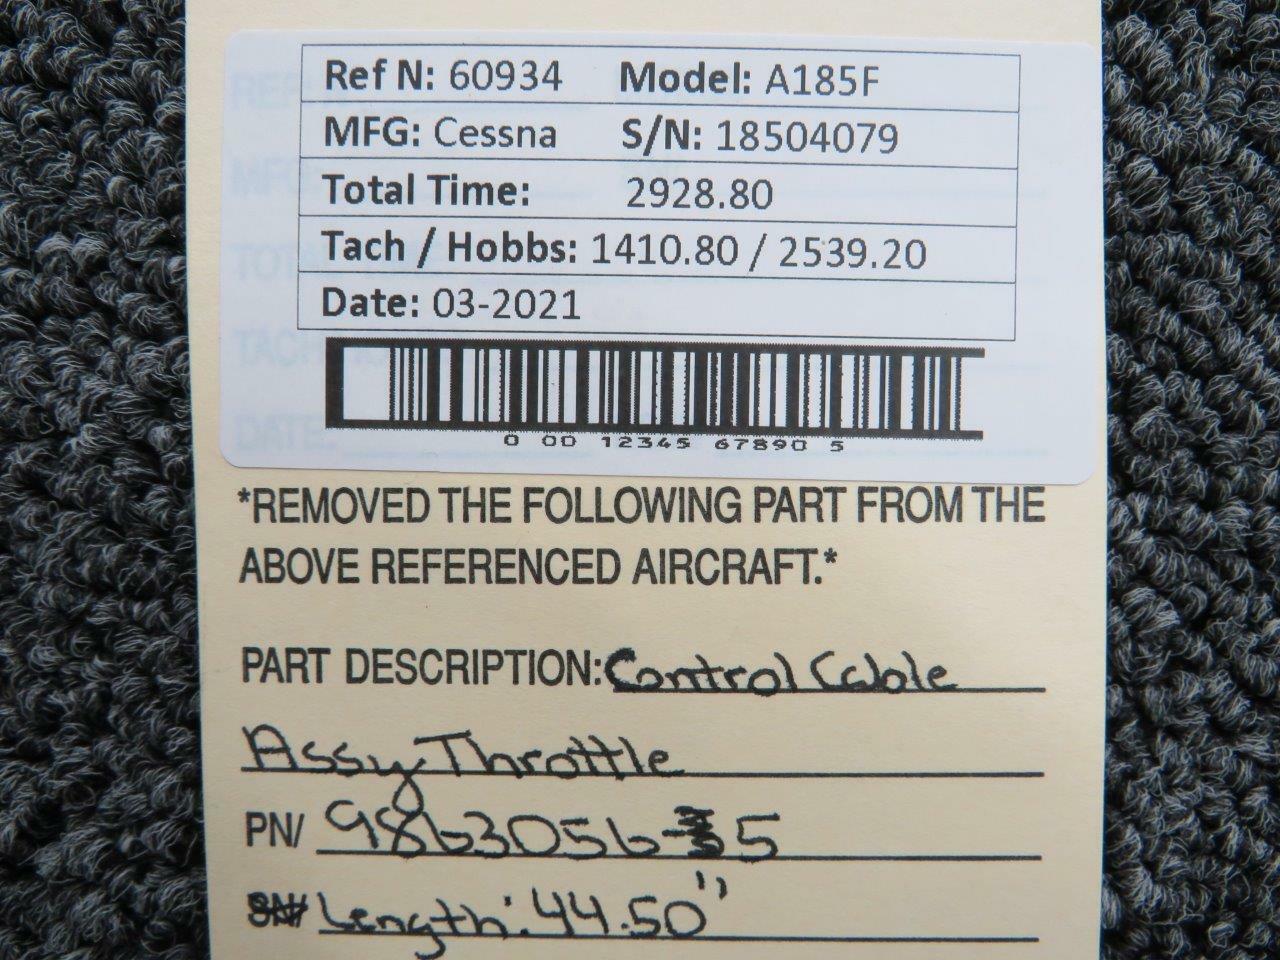 Ref N: 60934 Model: A185F
MFG: Cessna S/N: 18504079
Total Time: 2928.80
Tach / Hobbs: 1410.80 / 2539.20
Date: 03-2021
0 00 12345 67890 5
*REMOVED THE FOLLOWING PART FROM THE
ABOVE REFERENCED AIRCRAFT.*
PART DESCRIPTION: Control Cable
Assy Throttle
PN/ 9863056-5
SN/ Length: 44.50"